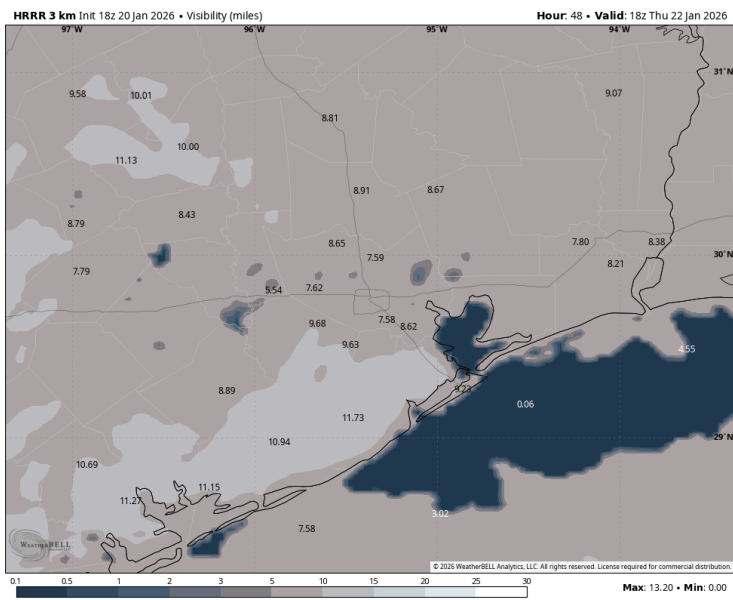 HRRR 3 km Init 18z 20 Jan 2026 • Visibility (miles) Hour: 48 • Valid: 18z Thu 22 Jan 2026
97°W 96°W 95°W 94°W
31°N
9.58 10.01 9.07
8.81
10.00
11.13
8.91 8.67
8.43
8.79
8.65 7.80 8.38
7.59 30°N
7.79 8.21
5.54 7.62
9.68 7.58 8.62
9.63 4.55
8.89 9.23
0.06
11.73
10.94 29°N
10.69
11.27 11.15
3.02
7.58
WEATHERBELL
© 2026 WeatherBELL Analytics, LLC. All rights reserved. License required for commercial distribution.
0.1 0.5 1 2 3 5 10 15 20 25 30
Max: 13.20 • Min: 0.00